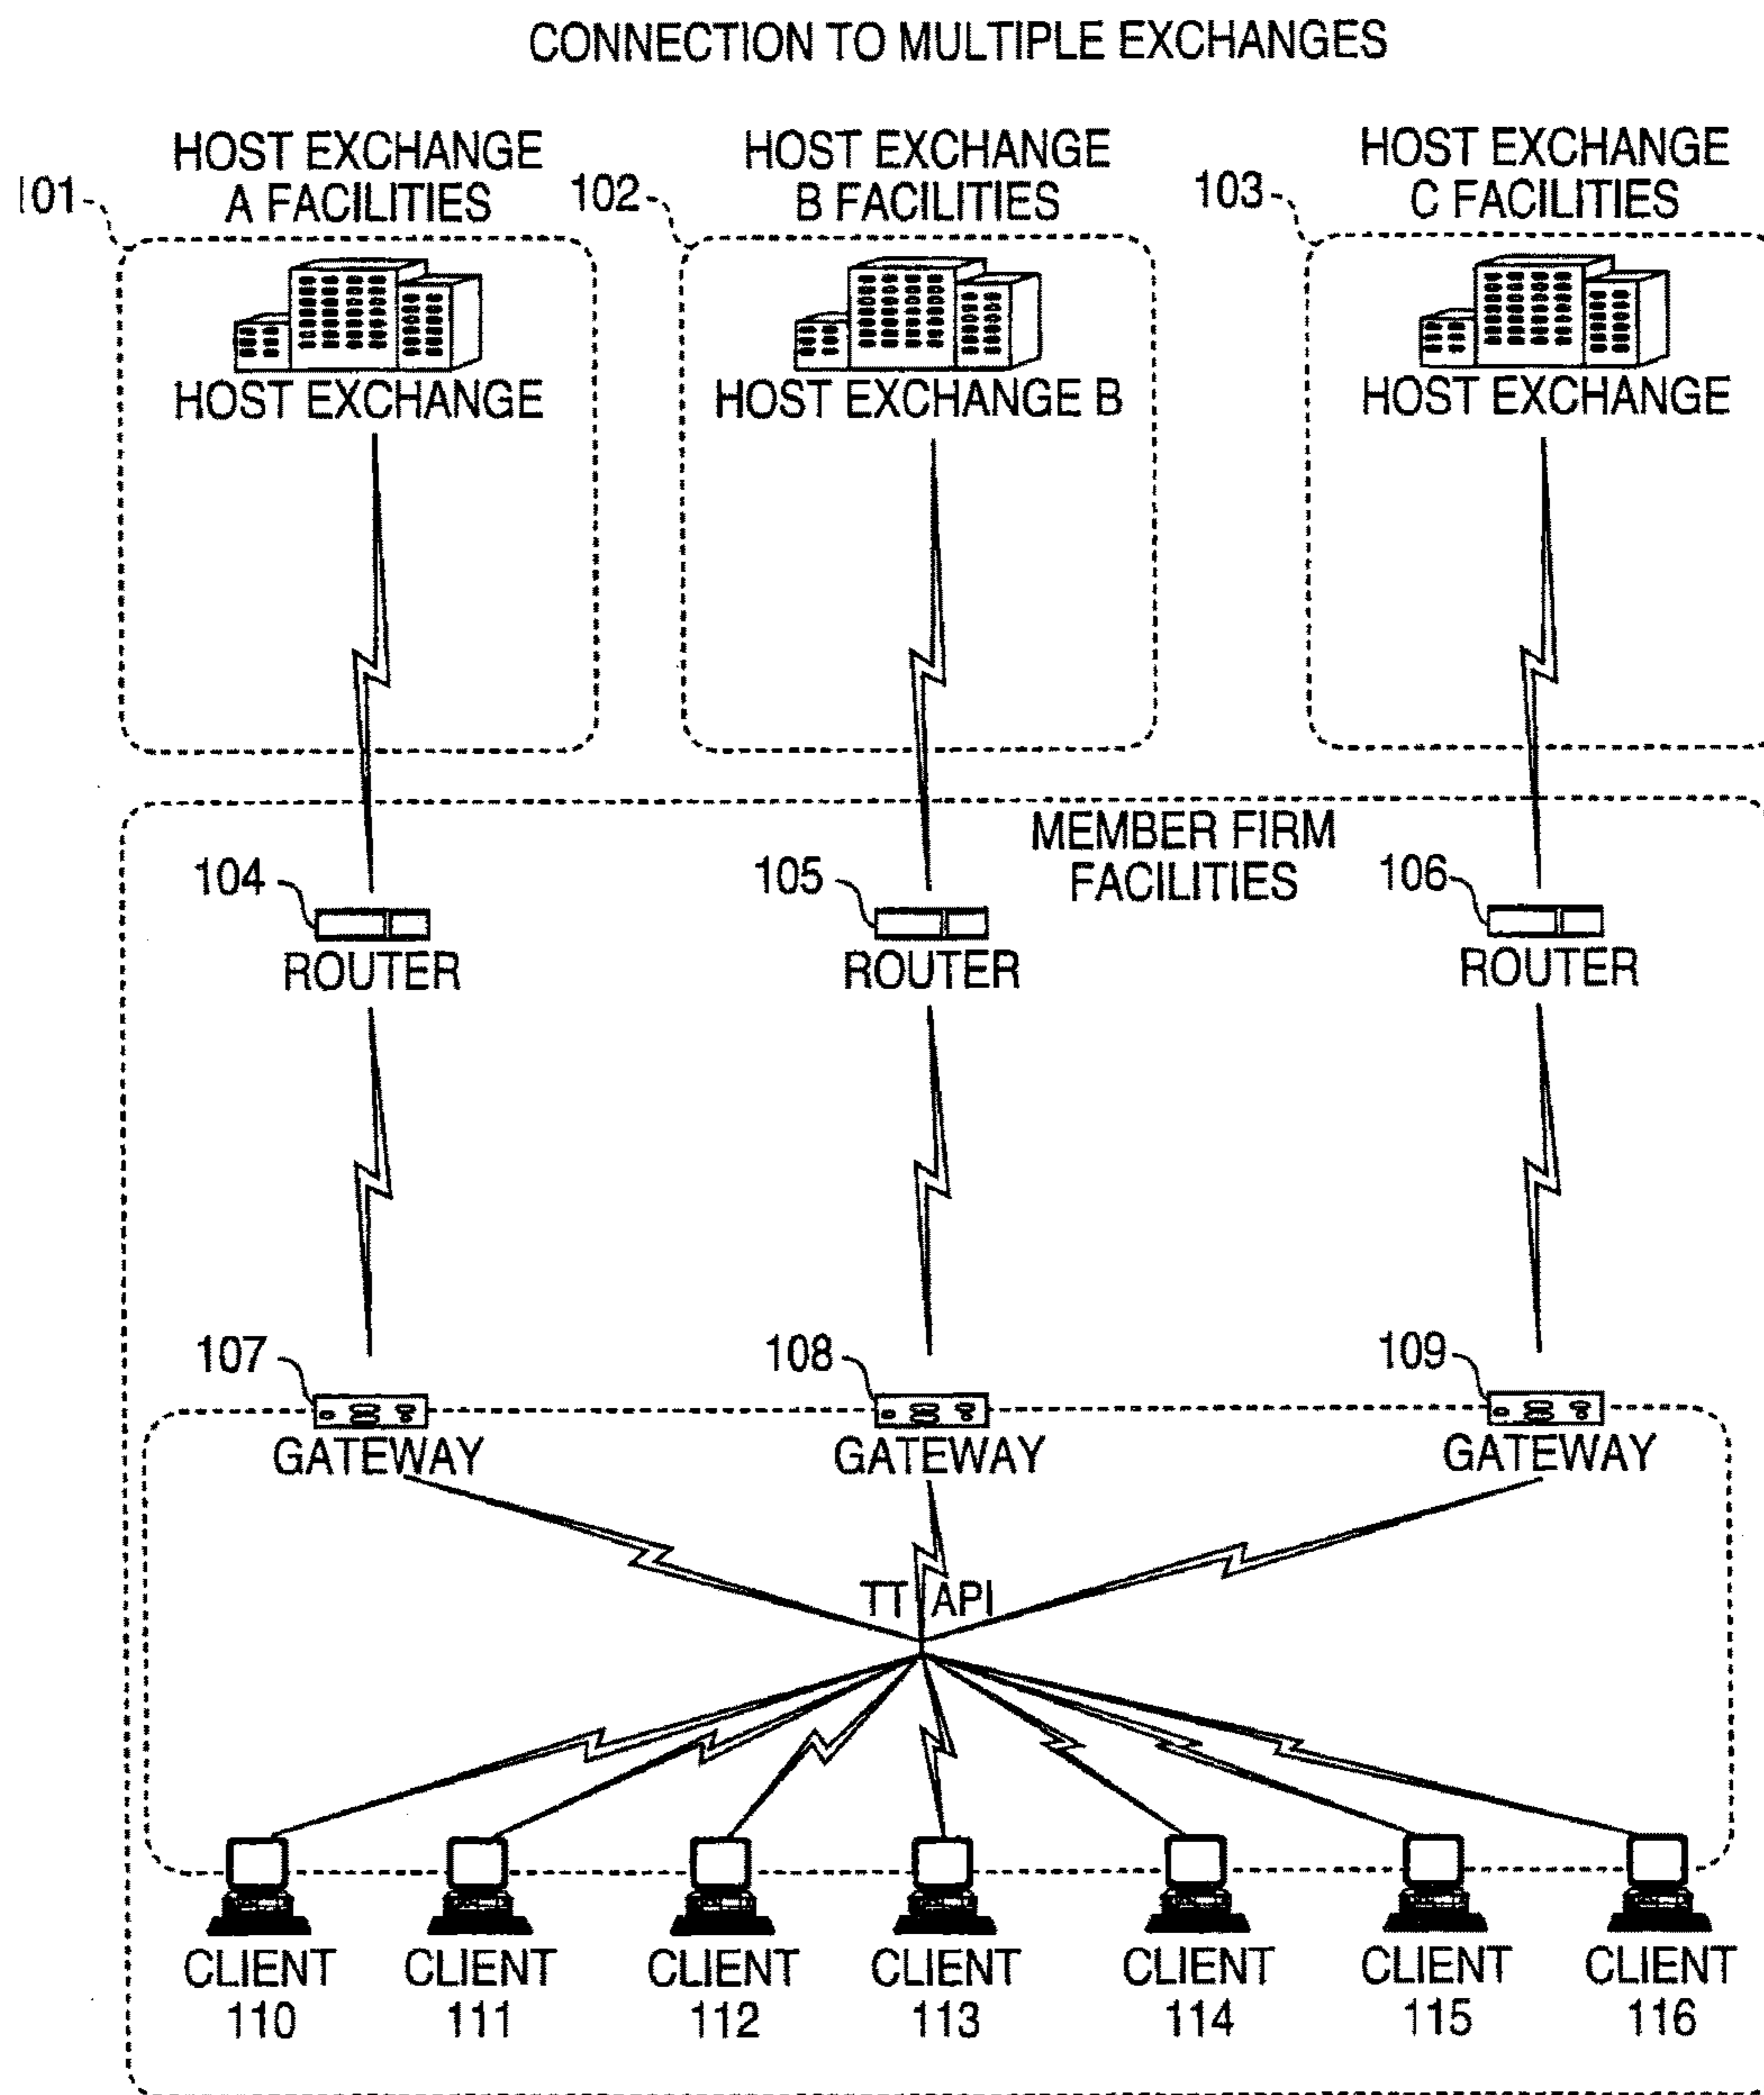 CONNECTION TO MULTIPLE EXCHANGES
HOST EXCHANGE
A FACILITIES
HOST EXCHANGE
B FACILITIES
HOST EXCHANGE
C FACILITIES
101
102
103
HOST EXCHANGE
HOST EXCHANGE B
HOST EXCHANGE
MEMBER FIRM
FACILITIES
104
105
106
ROUTER
ROUTER
ROUTER
107
108
109
GATEWAY
GATEWAY
GATEWAY
TT API
CLIENT
110
CLIENT
111
CLIENT
112
CLIENT
113
CLIENT
114
CLIENT
115
CLIENT
116